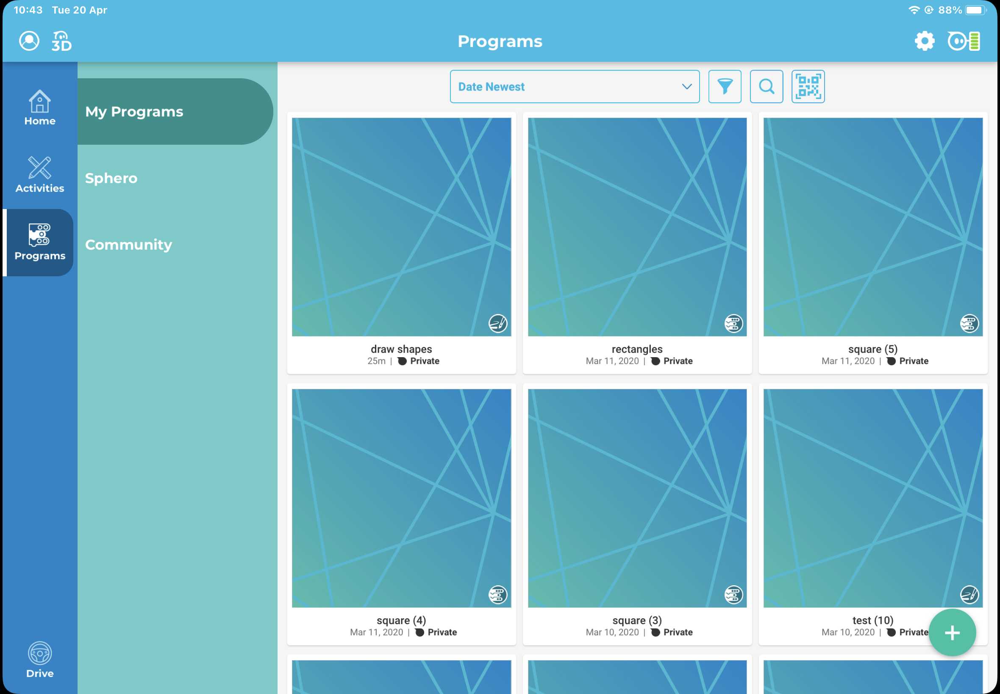 10:43 Tue 20 Apr
88%
3D
Programs
Home
Activities
Programs
Drive
My Programs
Sphero
Community
Date Newest
draw shapes
25m | Private
rectangles
Mar 11, 2020 | Private
square (5)
Mar 11, 2020 | Private
square (4)
Mar 11, 2020 | Private
square (3)
Mar 10, 2020 | Private
test (10)
Mar 10, 2020 | Private